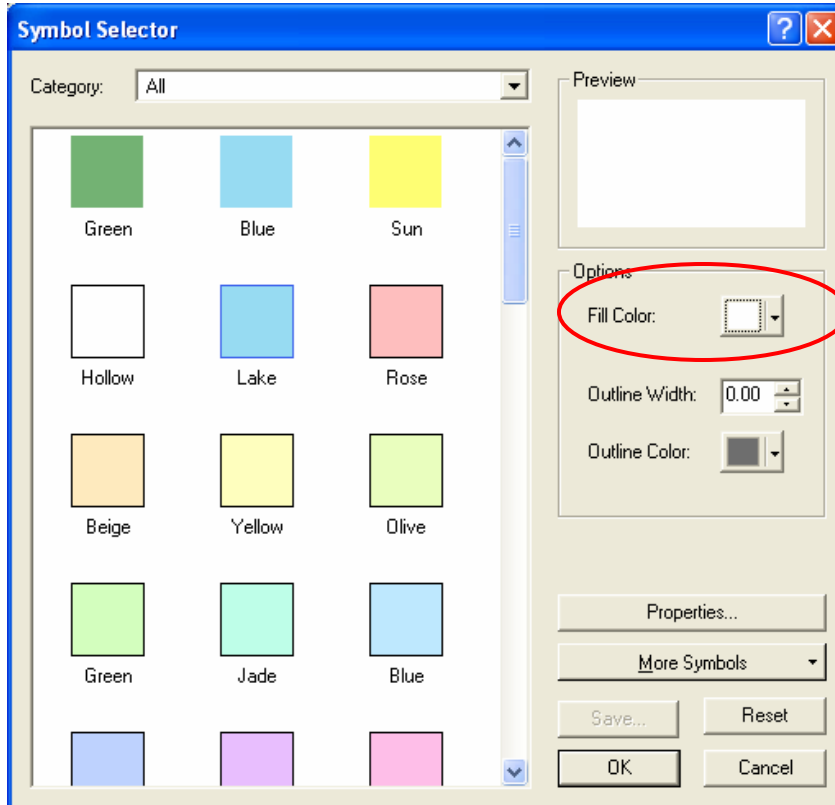 Symbol Selector
Category: All
Green Blue Sun
Hollow Lake Rose
Beige Yellow Olive
Green Jade Blue
Preview
Options
Fill Color:
Outline Width: 0.00
Outline Color:
Properties...
More Symbols
Save... Reset
OK Cancel